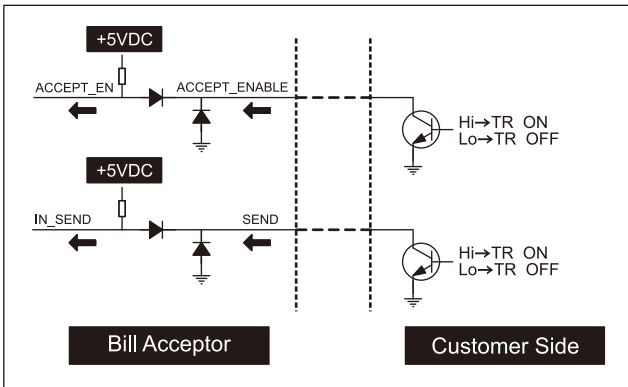 +5VDC
ACCEPT_EN
ACCEPT_ENABLE
Hi→TR ON
Lo→TR OFF
+5VDC
IN_SEND
SEND
Hi→TR ON
Lo→TR OFF
Bill Acceptor
Customer Side